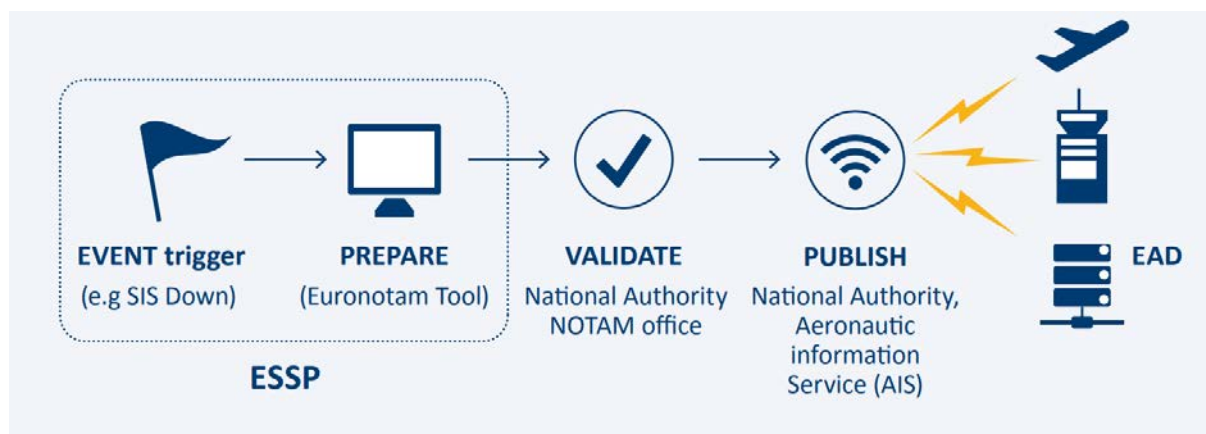 EVENT trigger
(e.g SIS Down)
PREPARE
(Euronotam Tool)
VALIDATE
National Authority
NOTAM office
PUBLISH
National Authority,
Aeronautic
information
Service (AIS)
EAD
ESSP